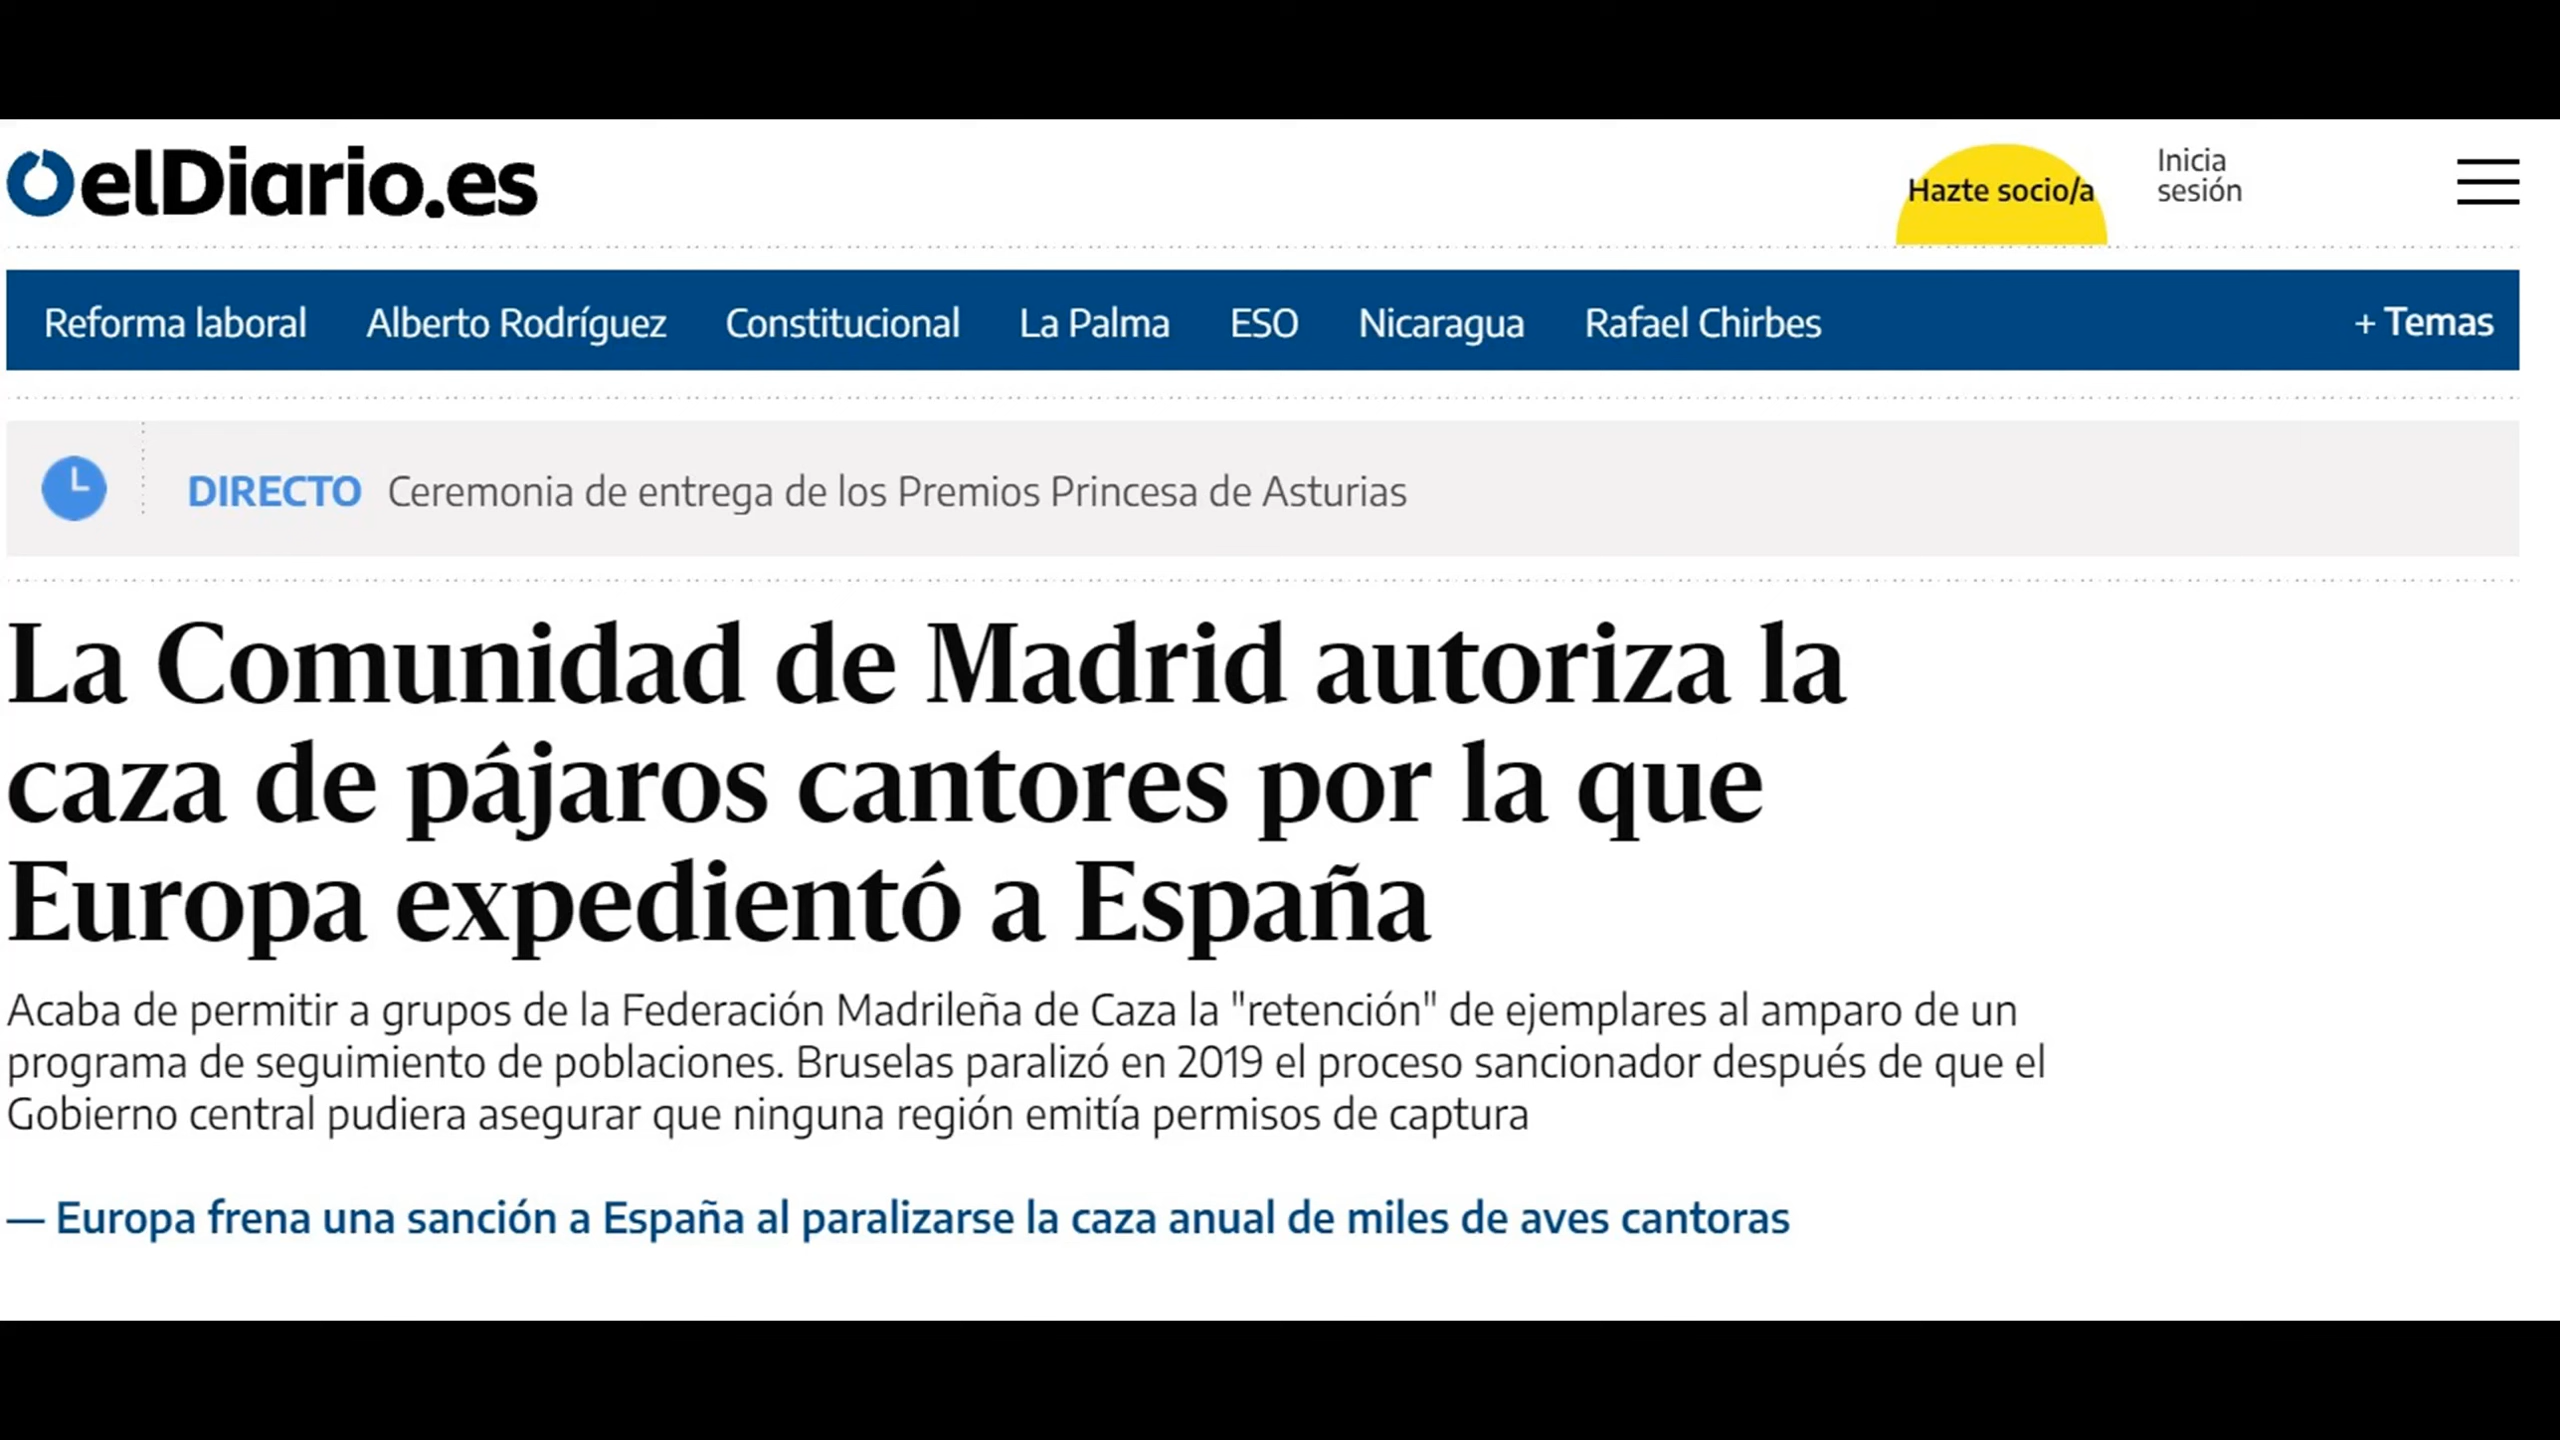 elDiario.es
Hazte socio/a
Inicia
sesión
Reforma laboral Alberto Rodríguez Constitucional La Palma ESO Nicaragua Rafael Chirbes + Temas
DIRECTO Ceremonia de entrega de los Premios Princesa de Asturias
La Comunidad de Madrid autoriza la
caza de pájaros cantores por la que
Europa expedientó a España
Acaba de permitir a grupos de la Federación Madrileña de Caza la "retención" de ejemplares al amparo de un
programa de seguimiento de poblaciones. Bruselas paralizó en 2019 el proceso sancionador después de que el
Gobierno central pudiera asegurar que ninguna región emitía permisos de captura
— Europa frena una sanción a España al paralizarse la caza anual de miles de aves cantoras